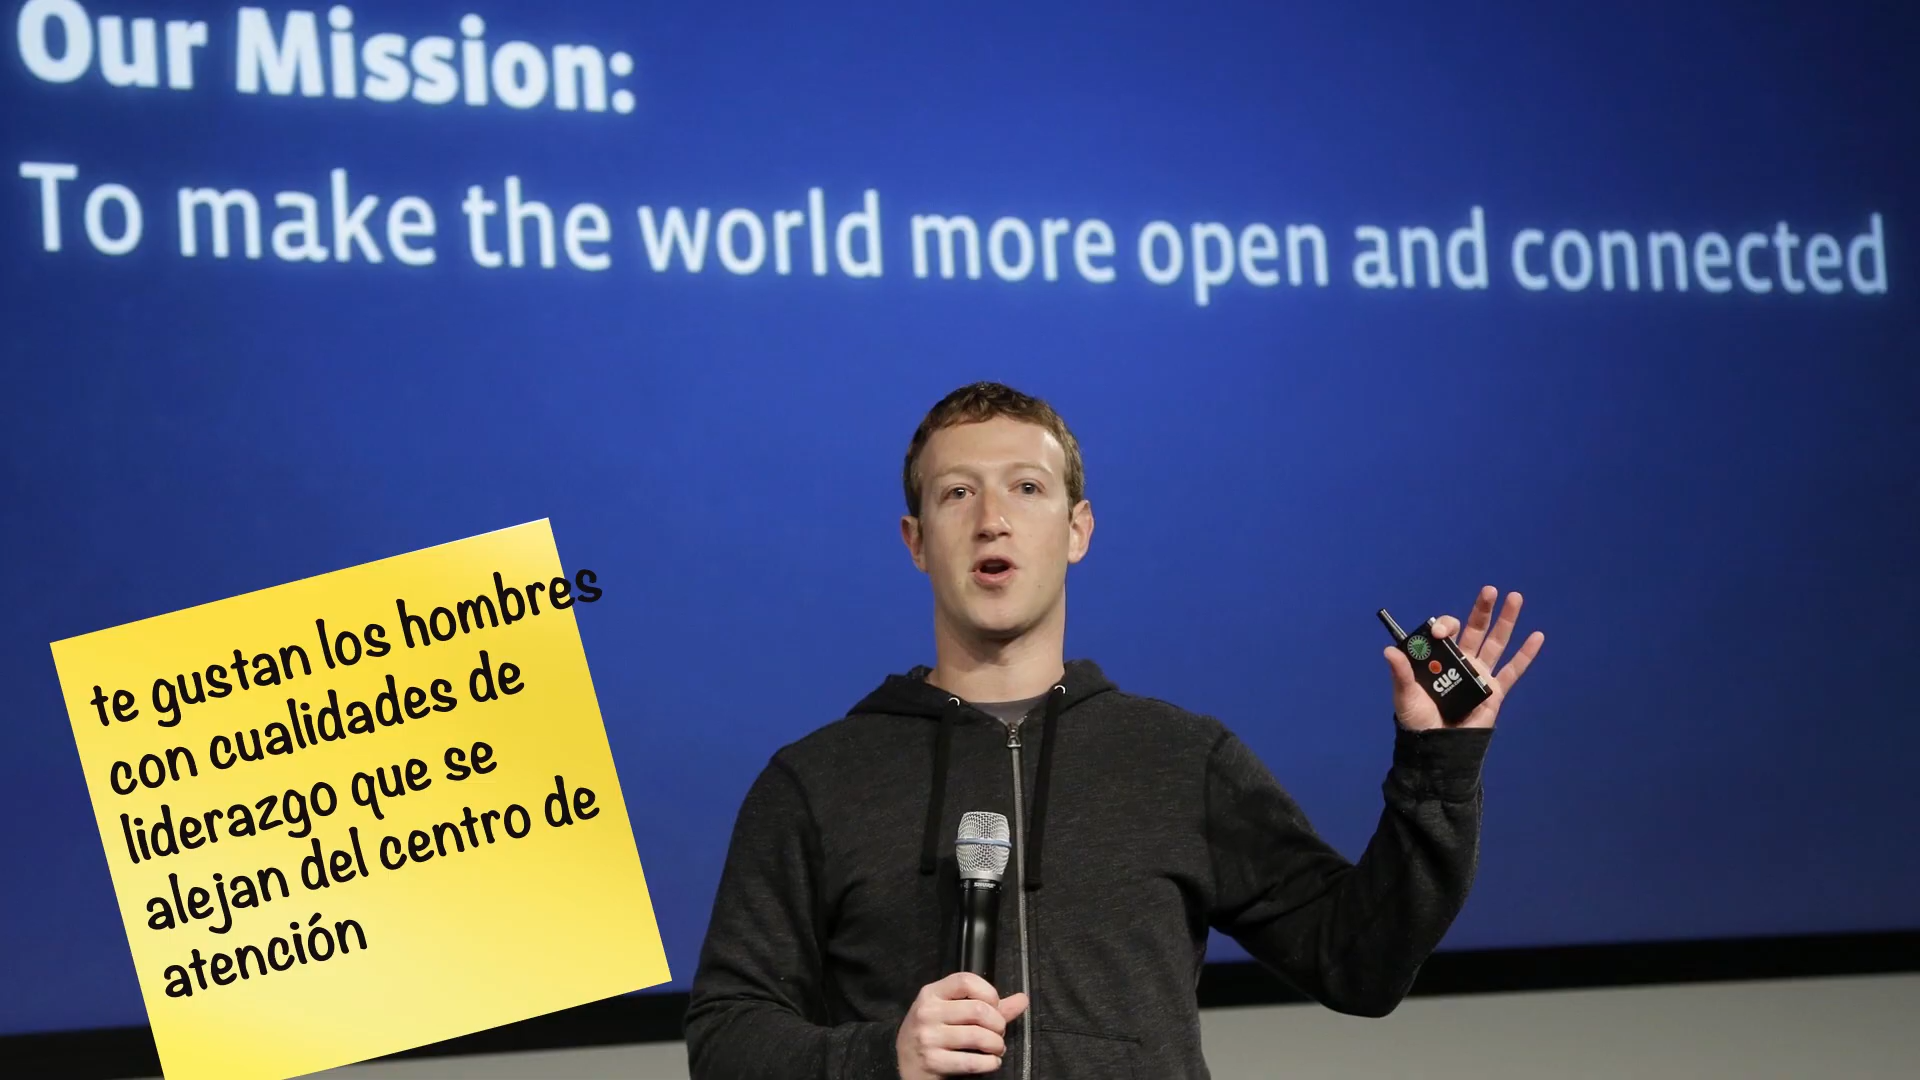 Our Mission:
To make the world more open and connected
te gustan los hombres
con cualidades de
liderazgo que se
alejan del centro de
atención
cue
SHURE